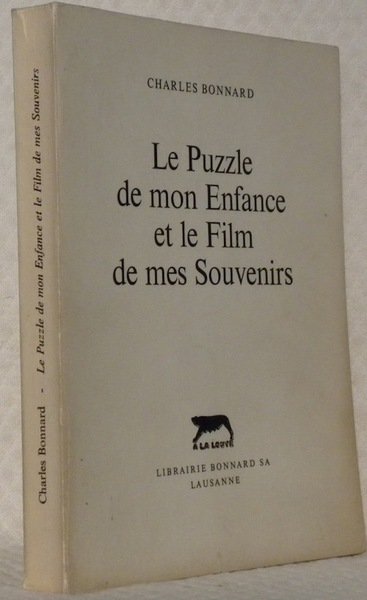 CHARLES BONNARD
Le Puzzle
de mon Enfance
et le Film
de mes Souvenirs
A LA LOUVE
LIBRAIRIE BONNARD SA
LAUSANNE
Charles Bonnard - Le Puzzle de mon Enfance et le Film de mes Souvenirs